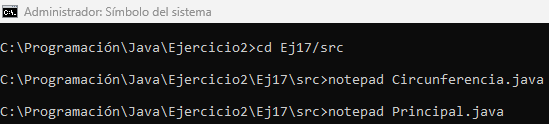 Administrador: Símbolo del sistema
C:\Programación\Java\Ejercicio2>cd Ej17/src
C:\Programación\Java\Ejercicio2\Ej17\src>notepad Circunferencia.java
C:\Programación\Java\Ejercicio2\Ej17\src>notepad Principal.java